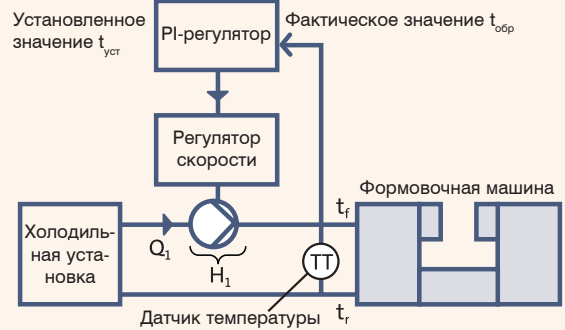 Установленное
значение tуст
PI-регулятор
Фактическое значение tобр
Регулятор
скорости
Формовочная машина
tf
Холодиль-
ная уста-
новка
Q1
H1
TT
Датчик температуры
tr